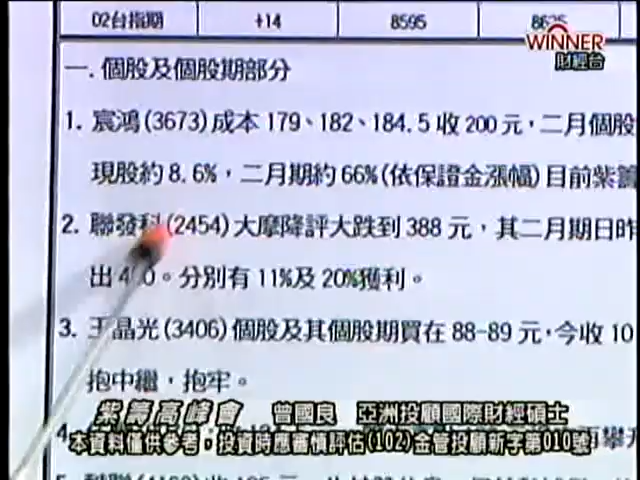 02台指期 +14 8595
WINNER
財經台
一.個股及個股期部分
1. 宸鴻(3673)成本 179、182、184.5 收 200 元，二月個股
現股約 8.6%，二月期約 66%(依保證金漲幅)目前紫籌
2. 聯發科(2454)大摩降評大跌到 388 元，其二月期日昨
出 4 0。分別有 11%及 20%獲利。
3. 玉晶光(3406)個股及其個股期買在 88-89 元,今收 10
抱中繼，抱牢。
紫籌高峰會 曾國良 亞洲投顧國際財經碩士
4.
本資料僅供參考，投資時應審慎評估(102)金管投顧新字第010號